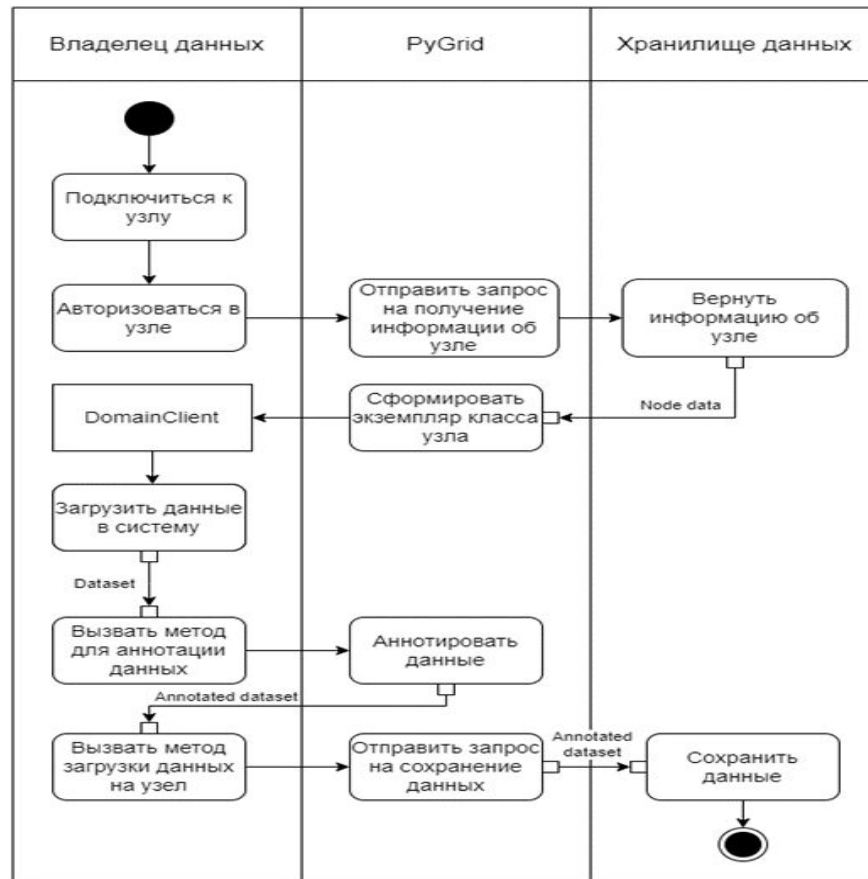 Владелец данных
PyGrid
Хранилище данных
Подключиться к
узлу
Авторизоваться в
узле
Отправить запрос
на получение
информации об
узле
Вернуть
информацию об
узле
Node data
Сформировать
экземпляр класса
узла
DomainClient
Загрузить данные
в систему
Dataset
Вызвать метод
для аннотации
данных
Аннотировать
данные
Annotated dataset
Вызвать метод
загрузки данных
на узел
Отправить запрос
на сохранение
данных
Annotated
dataset
Сохранить
данные